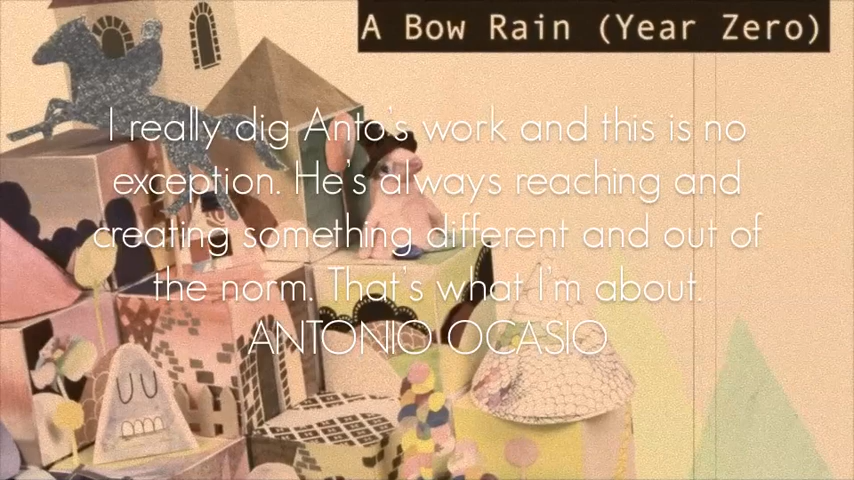 A Bow Rain (Year Zero)
I really dig Anto's work and this is no
exception. He's always reaching and
creating something different and out of
the norm. That's what I'm about.
ANTONIO OCASIO